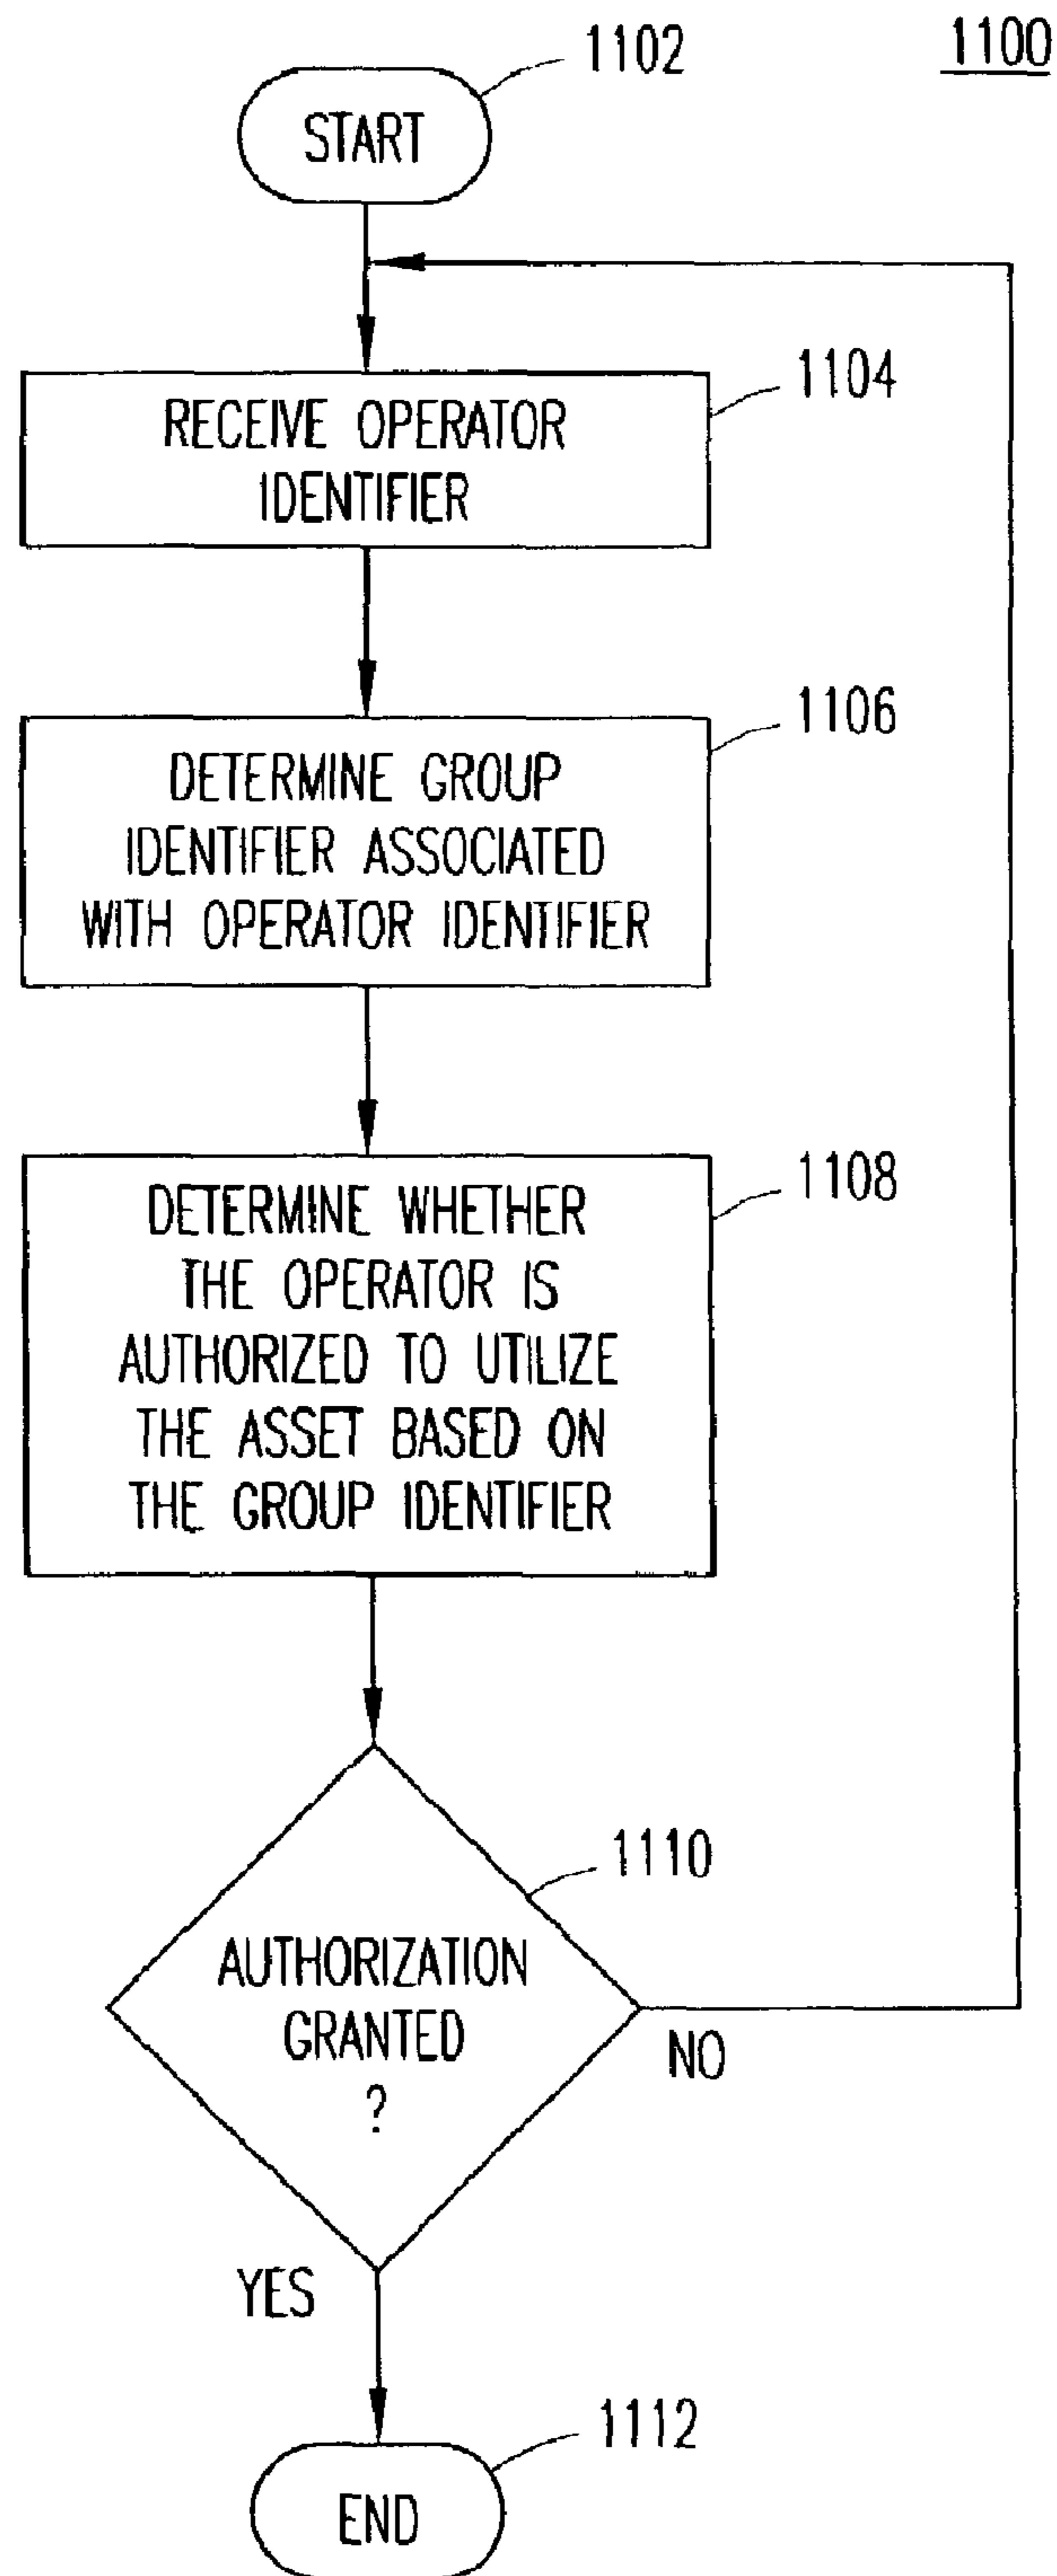 1100
1102
START
1104
RECEIVE OPERATOR
IDENTIFIER
1106
DETERMINE GROUP
IDENTIFIER ASSOCIATED
WITH OPERATOR IDENTIFIER
1108
DETERMINE WHETHER
THE OPERATOR IS
AUTHORIZED TO UTILIZE
THE ASSET BASED ON
THE GROUP IDENTIFIER
1110
AUTHORIZATION
GRANTED
?
NO
YES
1112
END